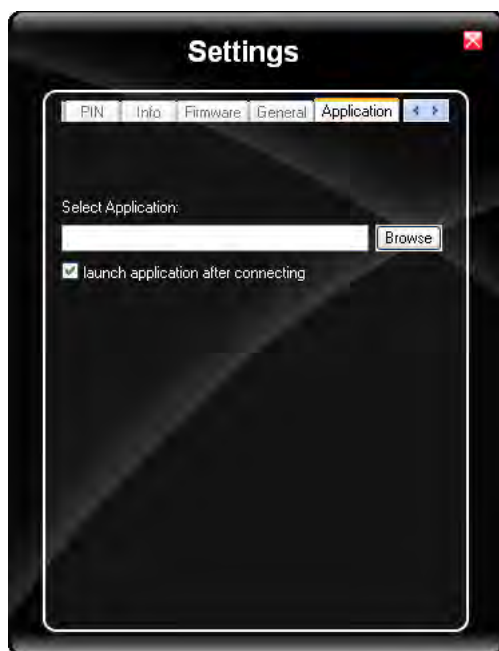 Settings
PIN Info Firmware General Application
Select Application:
Browse
launch application after connecting